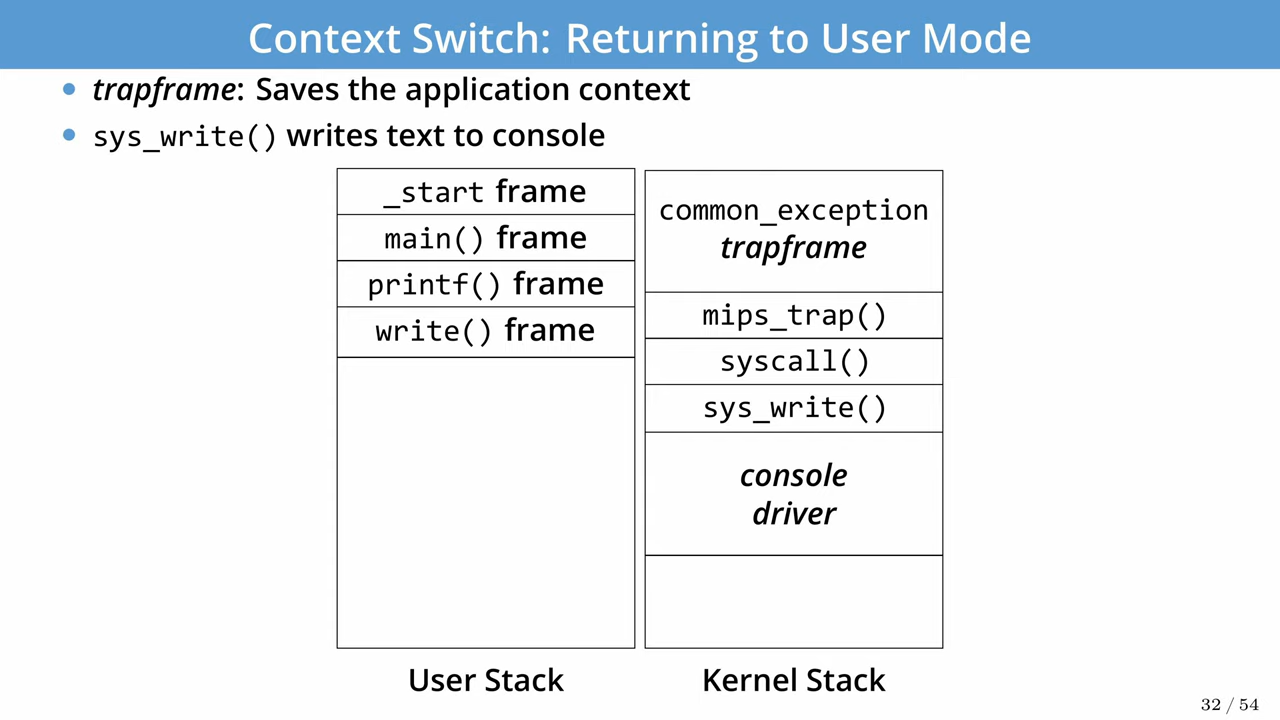 Context Switch: Returning to User Mode
• trapframe: Saves the application context
• sys_write() writes text to console
_start frame
main() frame
printf() frame
write() frame
common_exception
trapframe
mips_trap()
syscall()
sys_write()
console
driver
User Stack
Kernel Stack
32 / 54